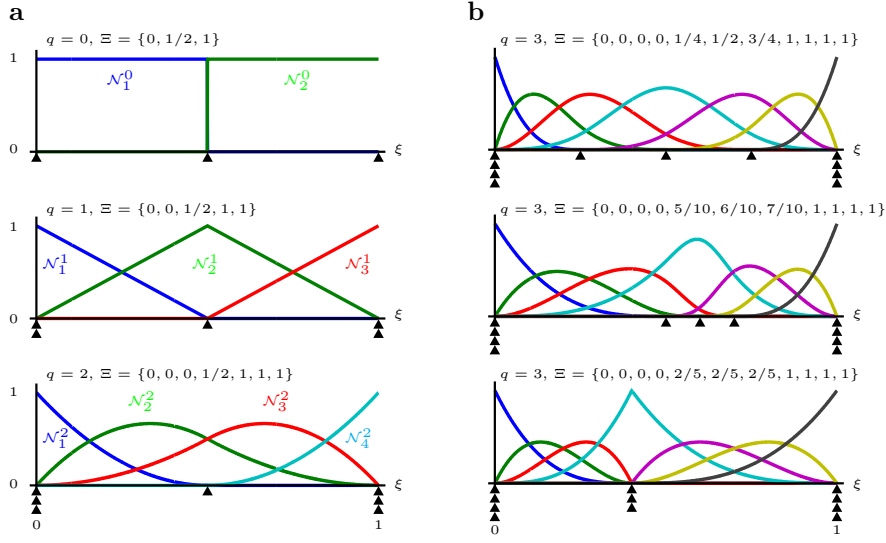 a
q = 0, Ξ = {0, 1/2, 1}
1
𝒩₁⁰
𝒩₂⁰
0
ξ
q = 1, Ξ = {0, 0, 1/2, 1, 1}
1
𝒩₁¹
𝒩₂¹
𝒩₃¹
0
ξ
q = 2, Ξ = {0, 0, 0, 1/2, 1, 1, 1}
1
𝒩₁²
𝒩₂²
𝒩₃²
𝒩₄²
0
ξ
0
1
b
q = 3, Ξ = {0, 0, 0, 0, 1/4, 1/2, 3/4, 1, 1, 1, 1}
ξ
q = 3, Ξ = {0, 0, 0, 0, 5/10, 6/10, 7/10, 1, 1, 1, 1}
ξ
q = 3, Ξ = {0, 0, 0, 0, 2/5, 2/5, 2/5, 1, 1, 1, 1}
ξ
0
1